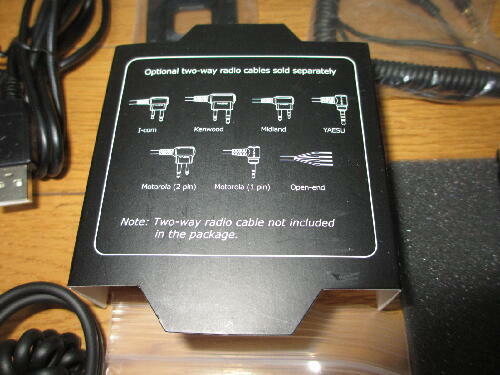 Optional two-way radio cables sold separately
I-com Kenwood Midland YAESU
Motorola (2 pin) Motorola (1 pin) Open-end
Note: Two-way radio cable not included
in the package.